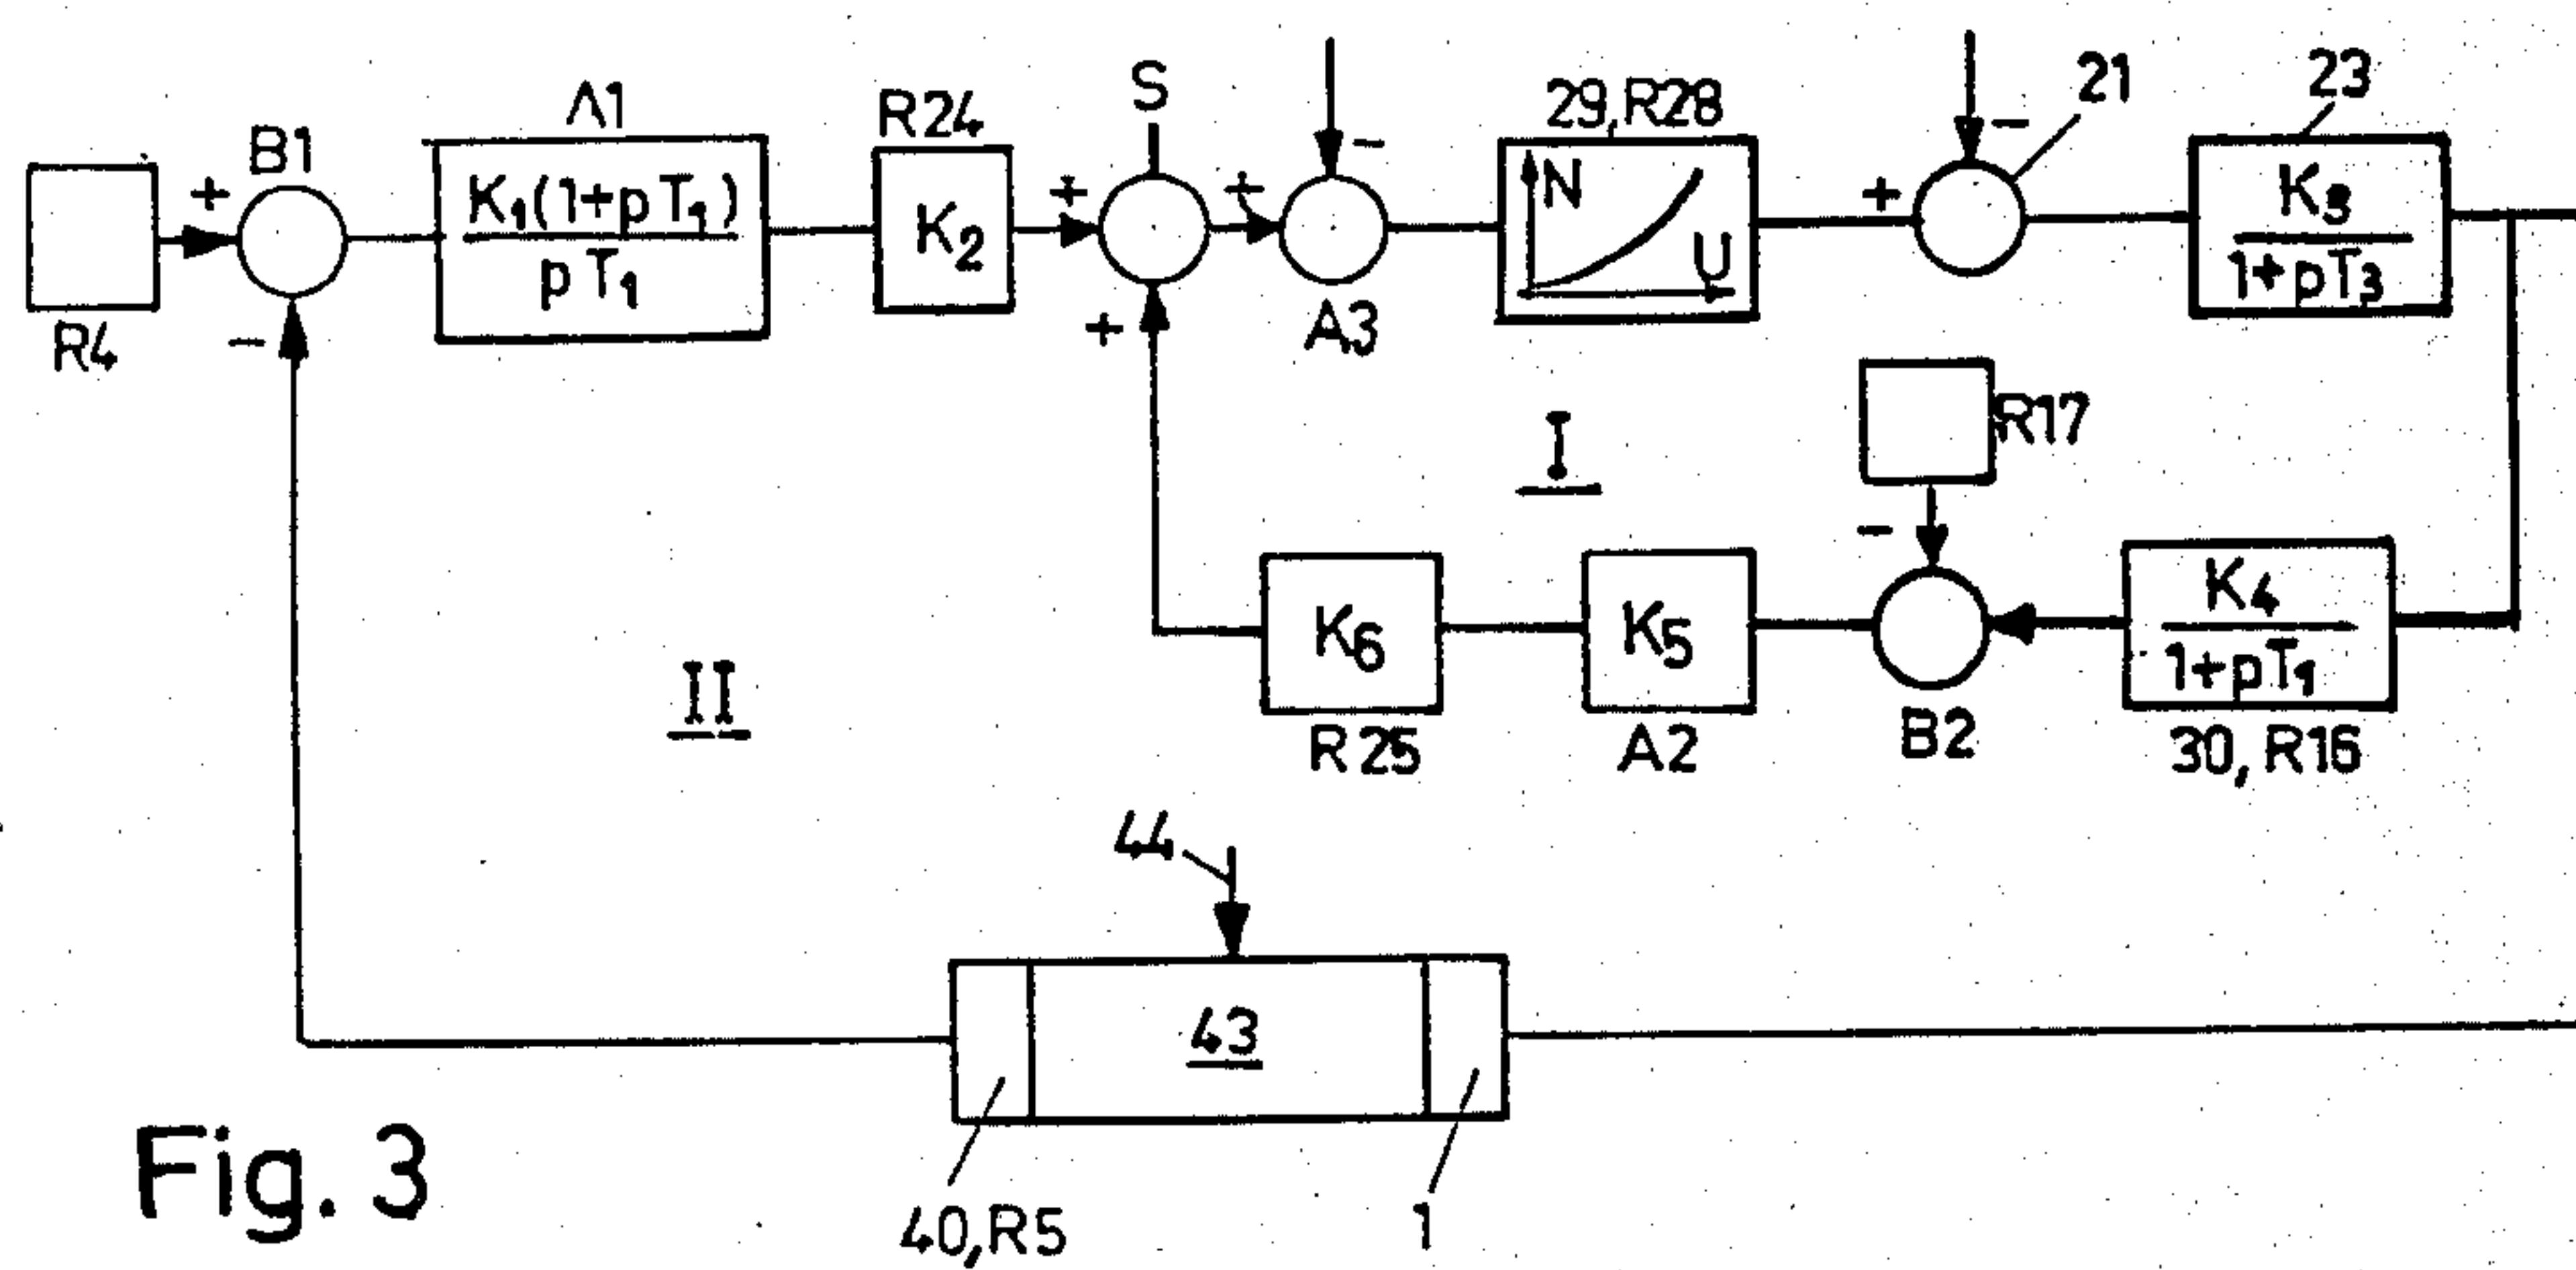 B1
R4
+
-
A1
K₁(1+pT₁)
pT₁
R24
K₂
S
+
+
+
-
A3
29,R28
N
U
+
-
21
23
K₃
1+pT₃
I
R17
-
K₆
R25
K₅
A2
B2
K₄
1+pT₁
30,R16
II
44
43
40,R5
1
Fig. 3